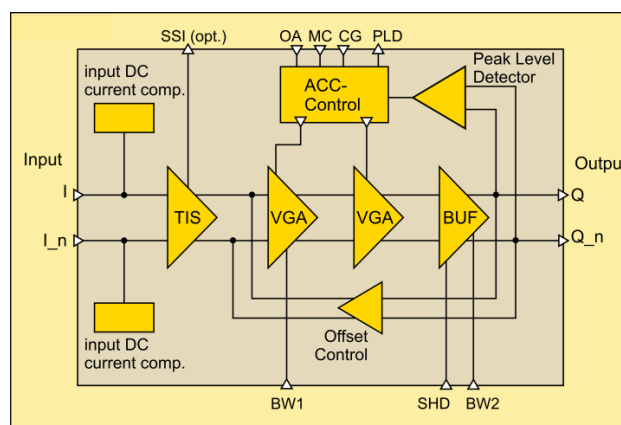 SSI (opt.) OA MC CG PLD
input DC
current comp.
ACC-
Control
Peak Level
Detector
Input
Output
I
TIS
VGA
VGA
BUF
Q
I_n
Q_n
input DC
current comp.
Offset
Control
BW1
SHD
BW2